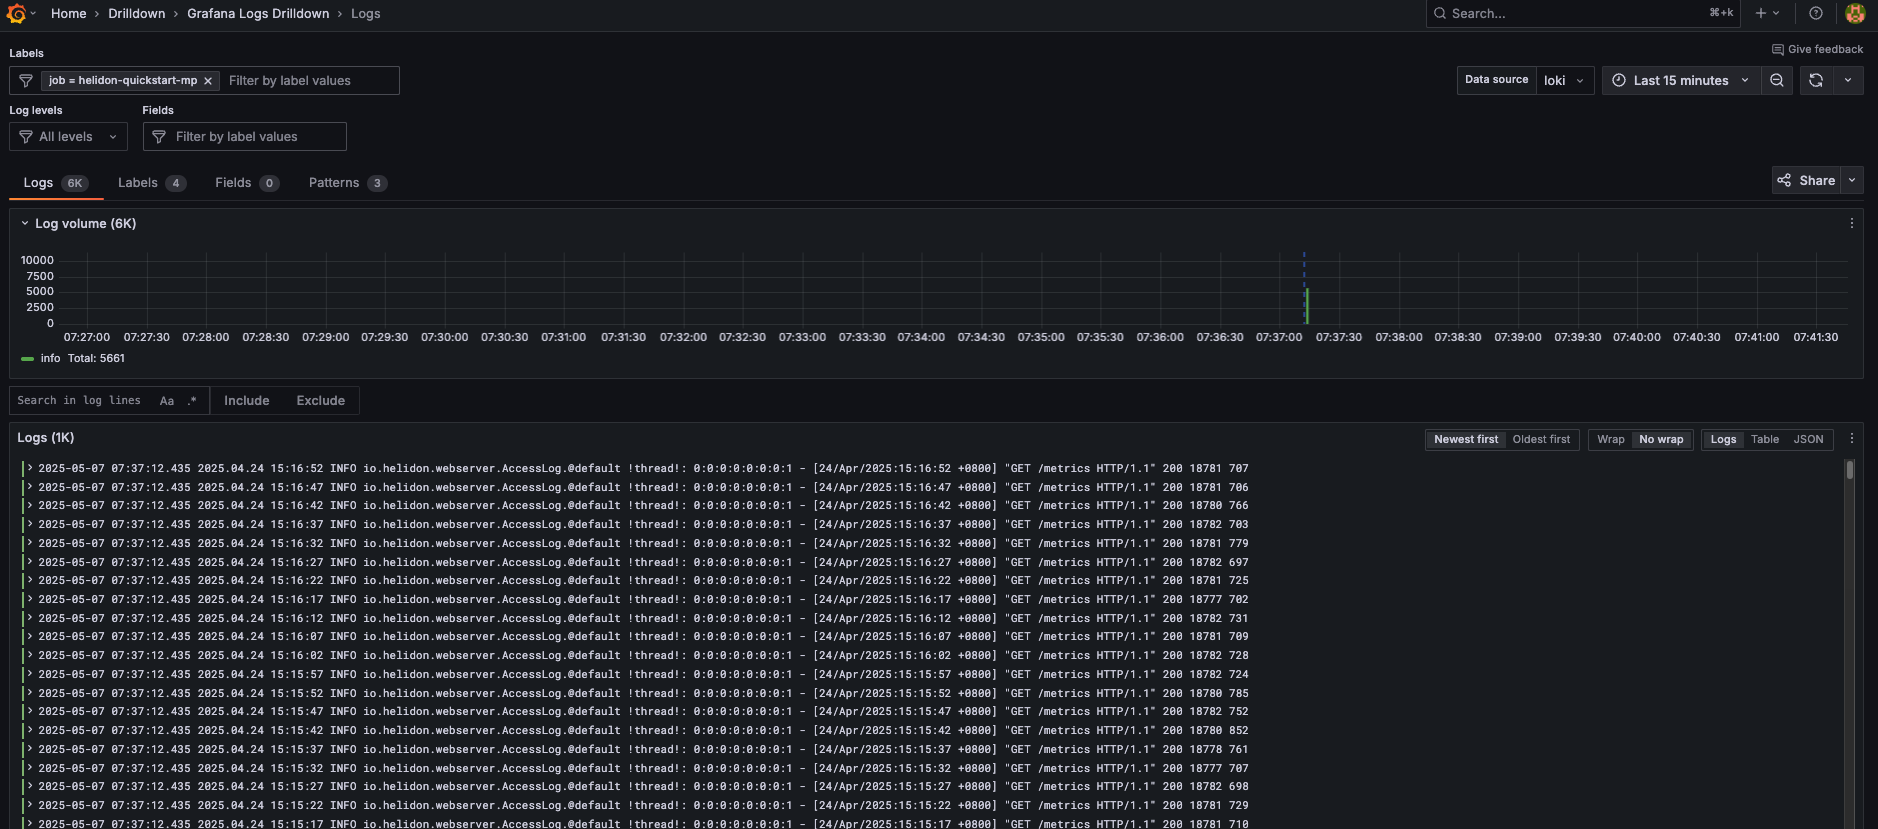 Home › Drilldown › Grafana Logs Drilldown › Logs
Search... ⌘+k
Give feedback
Labels
job = helidon-quickstart-mp × Filter by label values
Data source loki Last 15 minutes
Log levels Fields
All levels Filter by label values
Logs 6K Labels 4 Fields 0 Patterns 3
Share
Log volume (6K)
10000
7500
5000
2500
0
07:27:00 07:27:30 07:28:00 07:28:30 07:29:00 07:29:30 07:30:00 07:30:30 07:31:00 07:31:30 07:32:00 07:32:30 07:33:00 07:33:30 07:34:00 07:34:30 07:35:00 07:35:30 07:36:00 07:36:30 07:37:00 07:37:30 07:38:00 07:38:30 07:39:00 07:39:30 07:40:00 07:40:30 07:41:00 07:41:30
info Total: 5661
Search in log lines Aa .* Include Exclude
Logs (1K)
Newest first Oldest first Wrap No wrap Logs Table JSON
2025-05-07 07:37:12.435 2025.04.24 15:16:52 INFO io.helidon.webserver.AccessLog.@default !thread!: 0:0:0:0:0:0:0:1 - [24/Apr/2025:15:16:52 +0800] "GET /metrics HTTP/1.1" 200 18781 707
2025-05-07 07:37:12.435 2025.04.24 15:16:47 INFO io.helidon.webserver.AccessLog.@default !thread!: 0:0:0:0:0:0:0:1 - [24/Apr/2025:15:16:47 +0800] "GET /metrics HTTP/1.1" 200 18781 706
2025-05-07 07:37:12.435 2025.04.24 15:16:42 INFO io.helidon.webserver.AccessLog.@default !thread!: 0:0:0:0:0:0:0:1 - [24/Apr/2025:15:16:42 +0800] "GET /metrics HTTP/1.1" 200 18780 766
2025-05-07 07:37:12.435 2025.04.24 15:16:37 INFO io.helidon.webserver.AccessLog.@default !thread!: 0:0:0:0:0:0:0:1 - [24/Apr/2025:15:16:37 +0800] "GET /metrics HTTP/1.1" 200 18782 703
2025-05-07 07:37:12.435 2025.04.24 15:16:32 INFO io.helidon.webserver.AccessLog.@default !thread!: 0:0:0:0:0:0:0:1 - [24/Apr/2025:15:16:32 +0800] "GET /metrics HTTP/1.1" 200 18781 779
2025-05-07 07:37:12.435 2025.04.24 15:16:27 INFO io.helidon.webserver.AccessLog.@default !thread!: 0:0:0:0:0:0:0:1 - [24/Apr/2025:15:16:27 +0800] "GET /metrics HTTP/1.1" 200 18782 697
2025-05-07 07:37:12.435 2025.04.24 15:16:22 INFO io.helidon.webserver.AccessLog.@default !thread!: 0:0:0:0:0:0:0:1 - [24/Apr/2025:15:16:22 +0800] "GET /metrics HTTP/1.1" 200 18781 725
2025-05-07 07:37:12.435 2025.04.24 15:16:17 INFO io.helidon.webserver.AccessLog.@default !thread!: 0:0:0:0:0:0:0:1 - [24/Apr/2025:15:16:17 +0800] "GET /metrics HTTP/1.1" 200 18777 702
2025-05-07 07:37:12.435 2025.04.24 15:16:12 INFO io.helidon.webserver.AccessLog.@default !thread!: 0:0:0:0:0:0:0:1 - [24/Apr/2025:15:16:12 +0800] "GET /metrics HTTP/1.1" 200 18782 731
2025-05-07 07:37:12.435 2025.04.24 15:16:07 INFO io.helidon.webserver.AccessLog.@default !thread!: 0:0:0:0:0:0:0:1 - [24/Apr/2025:15:16:07 +0800] "GET /metrics HTTP/1.1" 200 18781 709
2025-05-07 07:37:12.435 2025.04.24 15:16:02 INFO io.helidon.webserver.AccessLog.@default !thread!: 0:0:0:0:0:0:0:1 - [24/Apr/2025:15:16:02 +0800] "GET /metrics HTTP/1.1" 200 18782 728
2025-05-07 07:37:12.435 2025.04.24 15:15:57 INFO io.helidon.webserver.AccessLog.@default !thread!: 0:0:0:0:0:0:0:1 - [24/Apr/2025:15:15:57 +0800] "GET /metrics HTTP/1.1" 200 18782 724
2025-05-07 07:37:12.435 2025.04.24 15:15:52 INFO io.helidon.webserver.AccessLog.@default !thread!: 0:0:0:0:0:0:0:1 - [24/Apr/2025:15:15:52 +0800] "GET /metrics HTTP/1.1" 200 18780 785
2025-05-07 07:37:12.435 2025.04.24 15:15:47 INFO io.helidon.webserver.AccessLog.@default !thread!: 0:0:0:0:0:0:0:1 - [24/Apr/2025:15:15:47 +0800] "GET /metrics HTTP/1.1" 200 18782 752
2025-05-07 07:37:12.435 2025.04.24 15:15:42 INFO io.helidon.webserver.AccessLog.@default !thread!: 0:0:0:0:0:0:0:1 - [24/Apr/2025:15:15:42 +0800] "GET /metrics HTTP/1.1" 200 18780 852
2025-05-07 07:37:12.435 2025.04.24 15:15:37 INFO io.helidon.webserver.AccessLog.@default !thread!: 0:0:0:0:0:0:0:1 - [24/Apr/2025:15:15:37 +0800] "GET /metrics HTTP/1.1" 200 18778 761
2025-05-07 07:37:12.435 2025.04.24 15:15:32 INFO io.helidon.webserver.AccessLog.@default !thread!: 0:0:0:0:0:0:0:1 - [24/Apr/2025:15:15:32 +0800] "GET /metrics HTTP/1.1" 200 18777 707
2025-05-07 07:37:12.435 2025.04.24 15:15:27 INFO io.helidon.webserver.AccessLog.@default !thread!: 0:0:0:0:0:0:0:1 - [24/Apr/2025:15:15:27 +0800] "GET /metrics HTTP/1.1" 200 18782 698
2025-05-07 07:37:12.435 2025.04.24 15:15:22 INFO io.helidon.webserver.AccessLog.@default !thread!: 0:0:0:0:0:0:0:1 - [24/Apr/2025:15:15:22 +0800] "GET /metrics HTTP/1.1" 200 18781 729
2025-05-07 07:37:12.435 2025.04.24 15:15:17 INFO io.helidon.webserver.AccessLog.@default !thread!: 0:0:0:0:0:0:0:1 - [24/Apr/2025:15:15:17 +0800] "GET /metrics HTTP/1.1" 200 18781 710